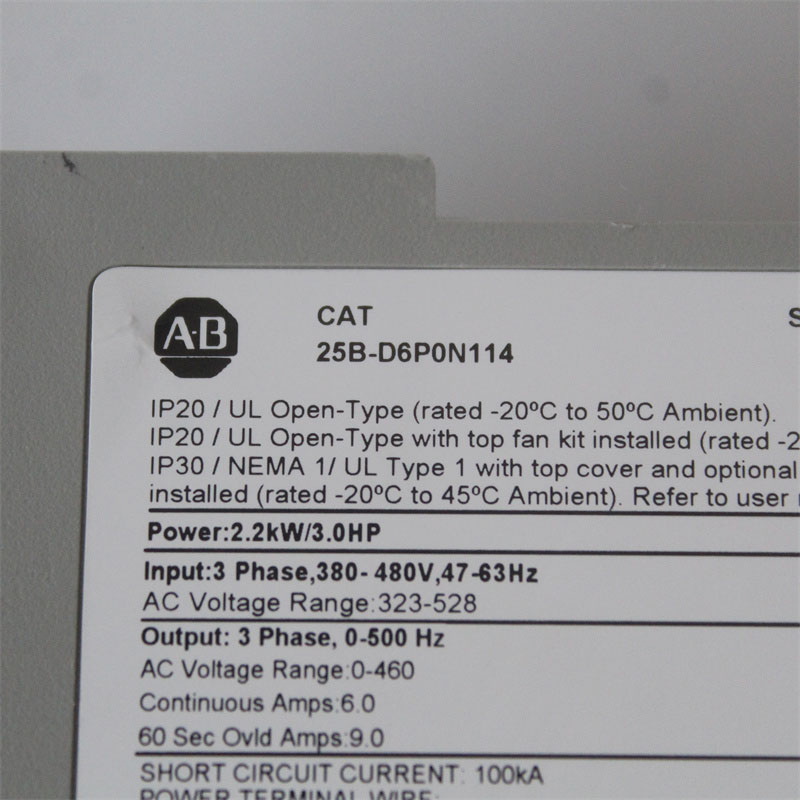 A-B
CAT
S
25B-D6P0N114
IP20 / UL Open-Type (rated -20ºC to 50ºC Ambient).
IP20 / UL Open-Type with top fan kit installed (rated -2
IP30 / NEMA 1/ UL Type 1 with top cover and optional
installed (rated -20ºC to 45ºC Ambient). Refer to user
Power:2.2kW/3.0HP
Input:3 Phase,380- 480V,47-63Hz
AC Voltage Range:323-528
Output: 3 Phase, 0-500 Hz
AC Voltage Range:0-460
Continuous Amps:6.0
60 Sec Ovld Amps:9.0
SHORT CIRCUIT CURRENT: 100kA
POWER TERMINAL WIRE: